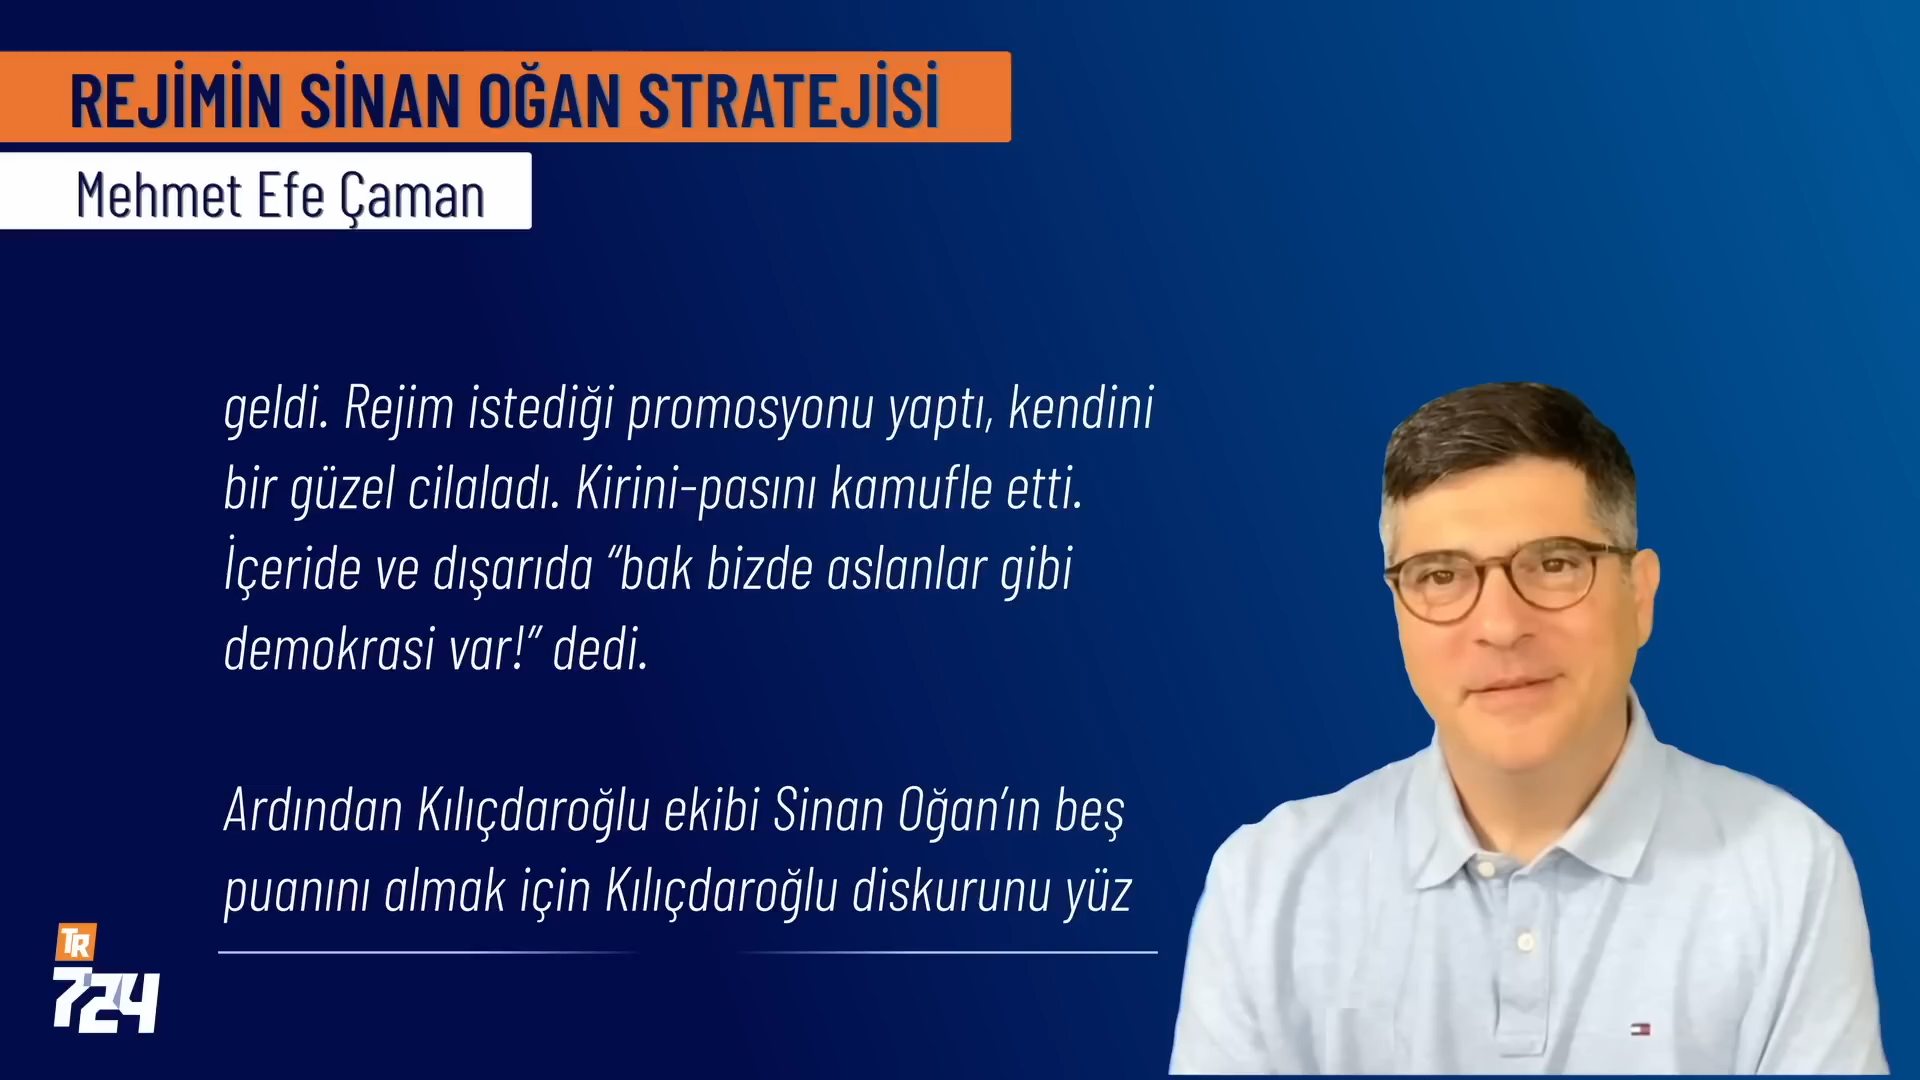 REJİMİN SİNAN OĞAN STRATEJİSİ
Mehmet Efe Çaman
geldi. Rejim istediği promosyonu yaptı, kendini
bir güzel cilaladı. Kirini-pasını kamufle etti.
İçeride ve dışarıda “bak bizde aslanlar gibi
demokrasi var!” dedi.
Ardından Kılıçdaroğlu ekibi Sinan Oğan’ın beş
puanını almak için Kılıçdaroğlu diskurunu yüz
TR
724